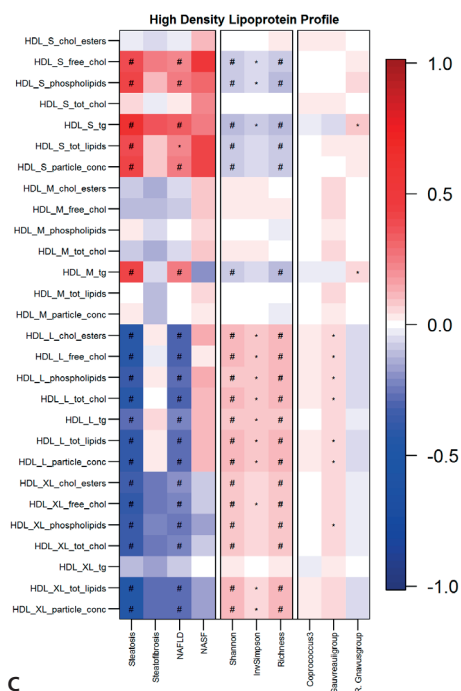 High Density Lipoprotein Profile
HDL_S_chol_esters
HDL_S_free_chol # # # * #
HDL_S_phospholipids # # # * #
HDL_S_tot_chol
HDL_S_tg # # # * # *
HDL_S_tot_lipids # * # #
HDL_S_particle_conc # # # #
HDL_M_chol_esters
HDL_M_free_chol
HDL_M_phospholipids
HDL_M_tot_chol
HDL_M_tg # # # # *
HDL_M_tot_lipids
HDL_M_particle_conc
HDL_L_chol_esters # # # * # *
HDL_L_free_chol # # # * # *
HDL_L_phospholipids # # # * # *
HDL_L_tot_chol # # # * # *
HDL_L_tg # # # * #
HDL_L_tot_lipids # # # * # *
HDL_L_particle_conc # # # * # *
HDL_XL_chol_esters # # # #
HDL_XL_free_chol # # # * #
HDL_XL_phospholipids # # # # *
HDL_XL_tot_chol # # # #
HDL_XL_tg
HDL_XL_tot_lipids # # # * #
HDL_XL_particle_conc # # # * #
Steatosis
Steatofibrosis
NAFLD
NASF
Shannon
InvSimpson
Richness
Coprococcus3
R. Gnavusgroup
1.0
0.5
0.0
-0.5
-1.0
C